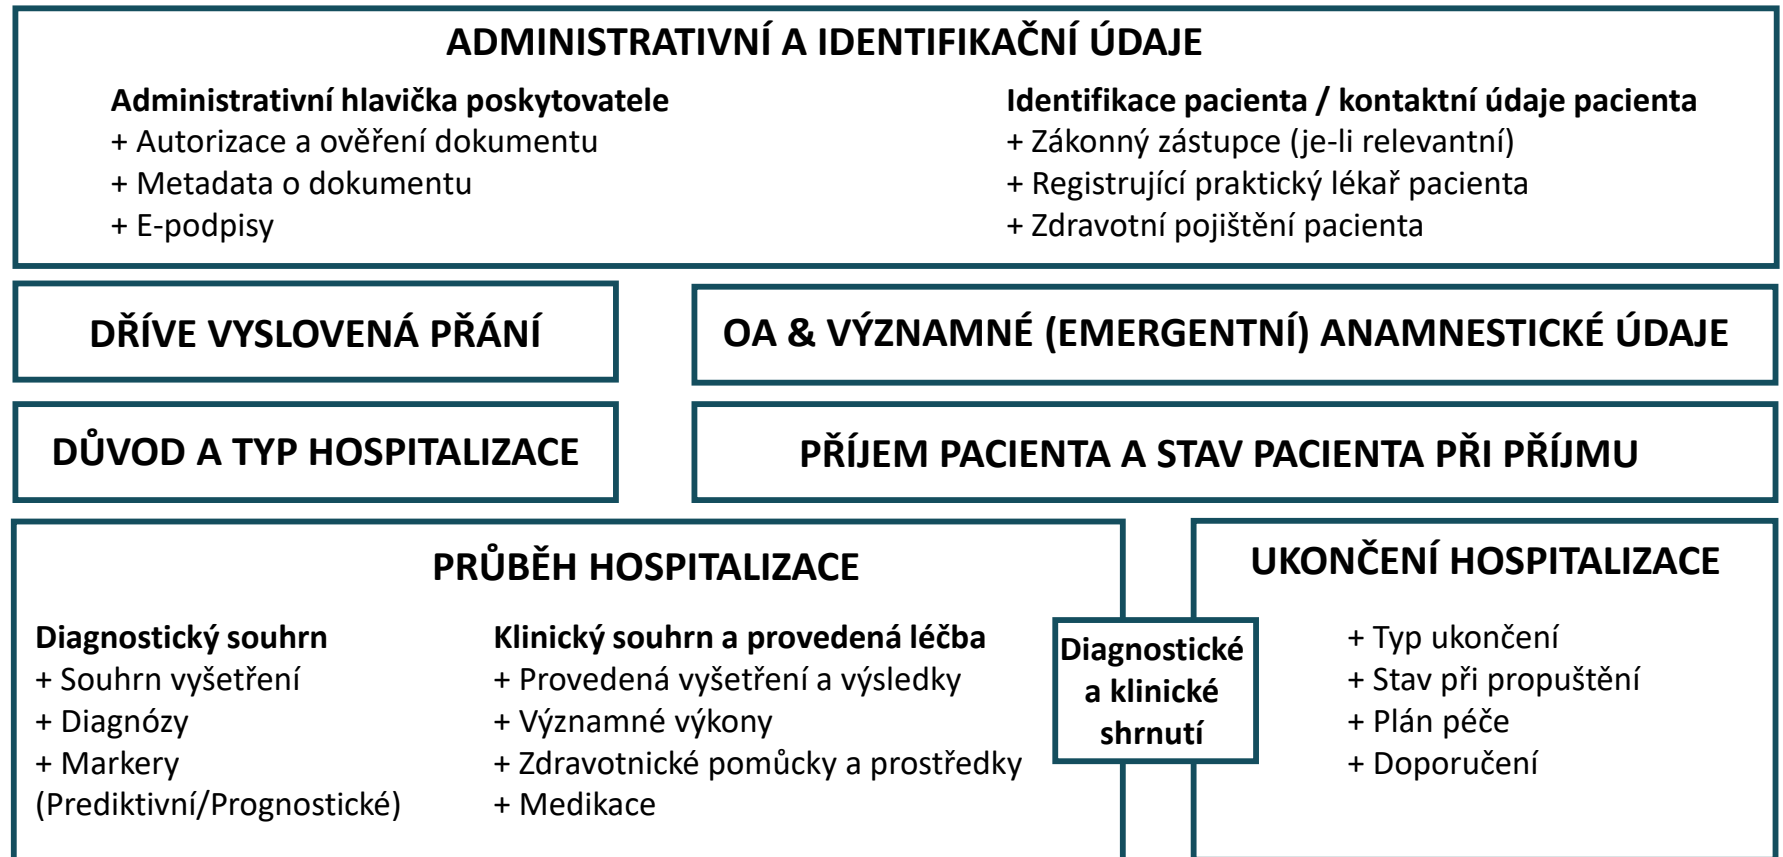 ADMINISTRATIVNÍ A IDENTIFIKAČNÍ ÚDAJE
Administrativní hlavička poskytovatele
+ Autorizace a ověření dokumentu
+ Metadata o dokumentu
+ E-podpisy
Identifikace pacienta / kontaktní údaje pacienta
+ Zákonný zástupce (je-li relevantní)
+ Registrující praktický lékař pacienta
+ Zdravotní pojištění pacienta
DŘÍVE VYSLOVENÁ PŘÁNÍ
OA & VÝZNAMNÉ (EMERGENTNÍ) ANAMNESTICKÉ ÚDAJE
DŮVOD A TYP HOSPITALIZACE
PŘÍJEM PACIENTA A STAV PACIENTA PŘI PŘÍJMU
PRŮBĚH HOSPITALIZACE
Diagnostický souhrn
+ Souhrn vyšetření
+ Diagnózy
+ Markery
(Prediktivní/Prognostické)
Klinický souhrn a provedená léčba
+ Provedená vyšetření a výsledky
+ Významné výkony
+ Zdravotnické pomůcky a prostředky
+ Medikace
Diagnostické
a klinické
shrnutí
UKONČENÍ HOSPITALIZACE
+ Typ ukončení
+ Stav při propuštění
+ Plán péče
+ Doporučení